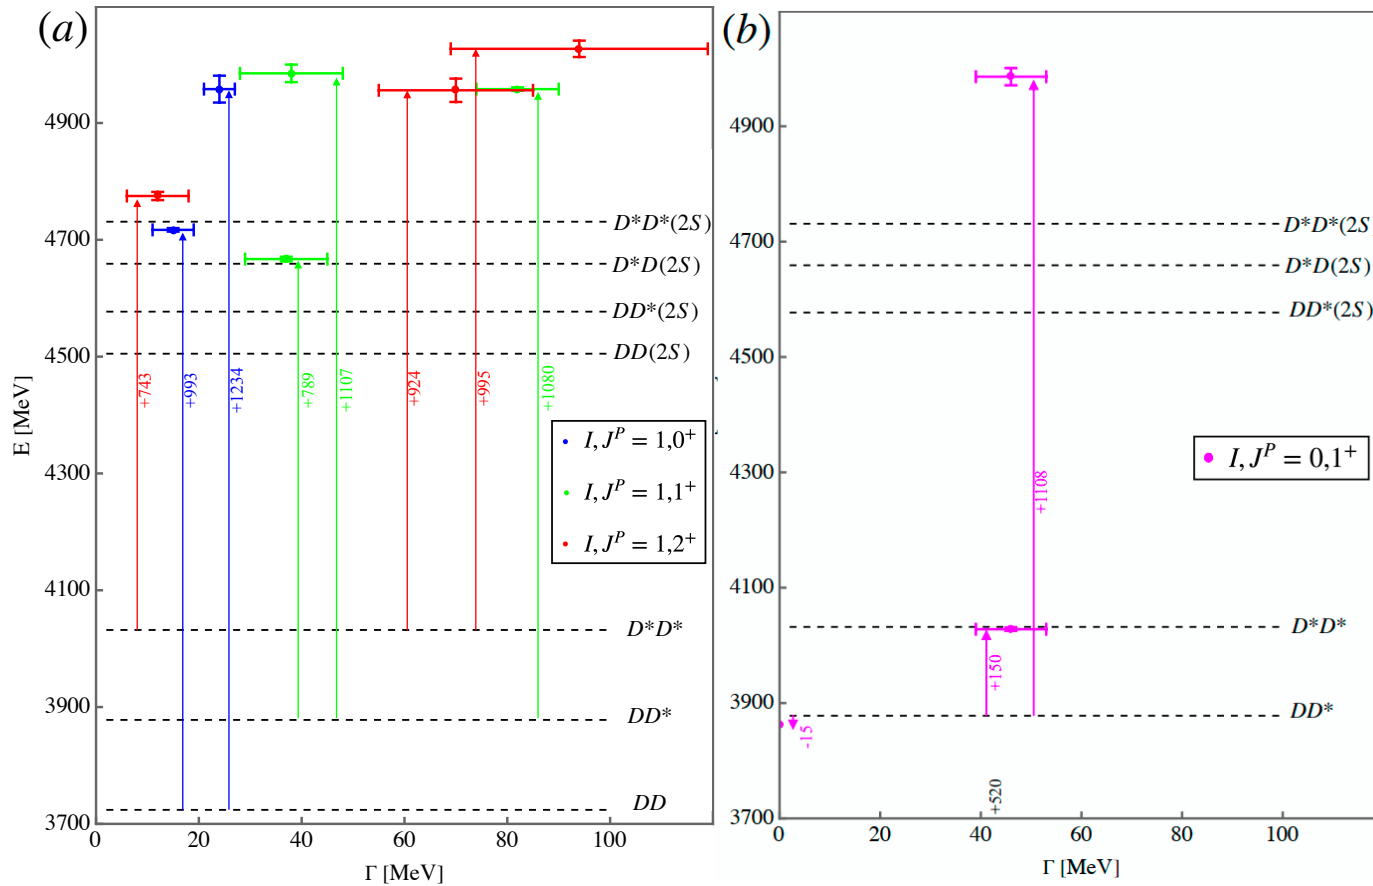 (a)
E [MeV]
4900
4700
4500
4300
4100
3900
3700
D*D*(2S)
D*D(2S)
DD*(2S)
DD(2S)
+743
+993
+1234
+789
+1107
+924
+995
+1080
I, J^P = 1,0⁺
I, J^P = 1,1⁺
I, J^P = 1,2⁺
D*D*
DD*
DD
0
20
40
60
80
100
Γ [MeV]
(b)
4900
4700
4500
4300
4100
3900
3700
D*D*(2S
D*D(2S)
DD*(2S)
+1108
I, J^P = 0,1⁺
D*D*
+150
DD*
-15
+520
0
20
40
60
80
100
Γ [MeV]